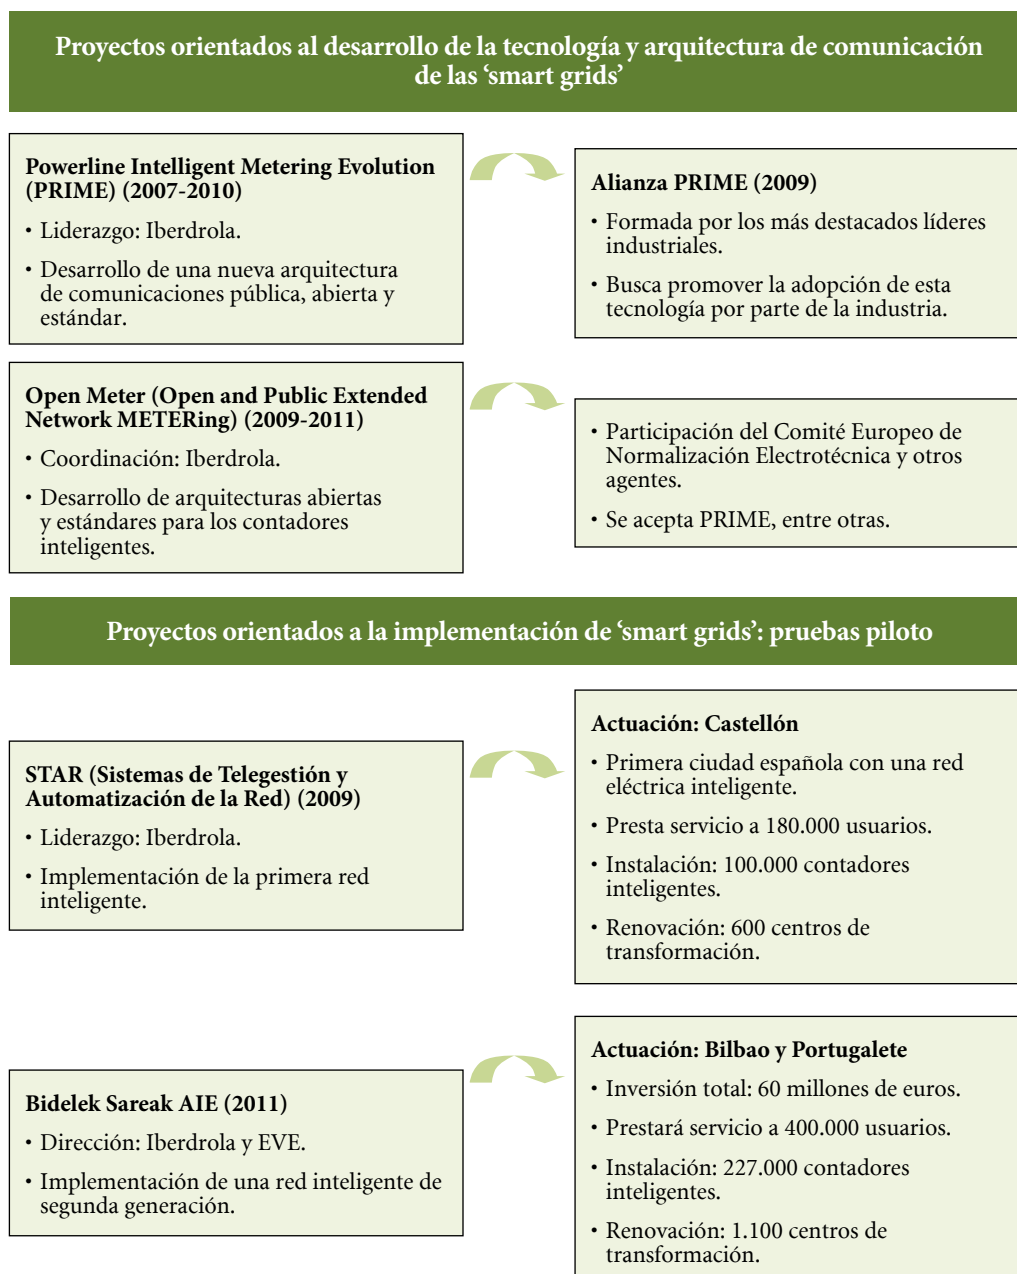 Proyectos orientados al desarrollo de la tecnología y arquitectura de comunicación
de las ‘smart grids’
Powerline Intelligent Metering Evolution
(PRIME) (2007-2010)
• Liderazgo: Iberdrola.
• Desarrollo de una nueva arquitectura
de comunicaciones pública, abierta y
estándar.
Alianza PRIME (2009)
• Formada por los más destacados líderes
industriales.
• Busca promover la adopción de esta
tecnología por parte de la industria.
Open Meter (Open and Public Extended
Network METERing) (2009-2011)
• Coordinación: Iberdrola.
• Desarrollo de arquitecturas abiertas
y estándares para los contadores
inteligentes.
• Participación del Comité Europeo de
Normalización Electrotécnica y otros
agentes.
• Se acepta PRIME, entre otras.
Proyectos orientados a la implementación de ‘smart grids’: pruebas piloto
STAR (Sistemas de Telegestión y
Automatización de la Red) (2009)
• Liderazgo: Iberdrola.
• Implementación de la primera red
inteligente.
Actuación: Castellón
• Primera ciudad española con una red
eléctrica inteligente.
• Presta servicio a 180.000 usuarios.
• Instalación: 100.000 contadores
inteligentes.
• Renovación: 600 centros de
transformación.
Bidelek Sareak AIE (2011)
• Dirección: Iberdrola y EVE.
• Implementación de una red inteligente de
segunda generación.
Actuación: Bilbao y Portugalete
• Inversión total: 60 millones de euros.
• Prestará servicio a 400.000 usuarios.
• Instalación: 227.000 contadores
inteligentes.
• Renovación: 1.100 centros de
transformación.